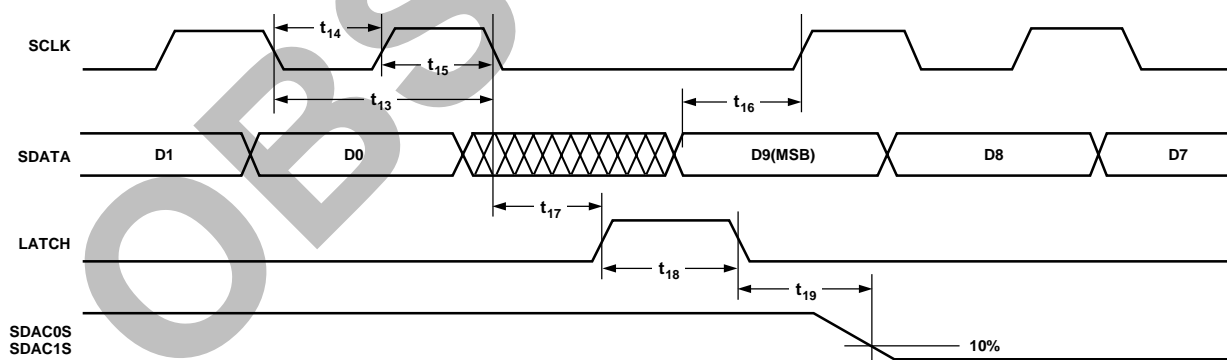 SCLK
t14
t15
t13
t16
SDATA
D1
D0
D9(MSB)
D8
D7
t17
LATCH
t18
t19
SDAC0S
SDAC1S
10%
OBS